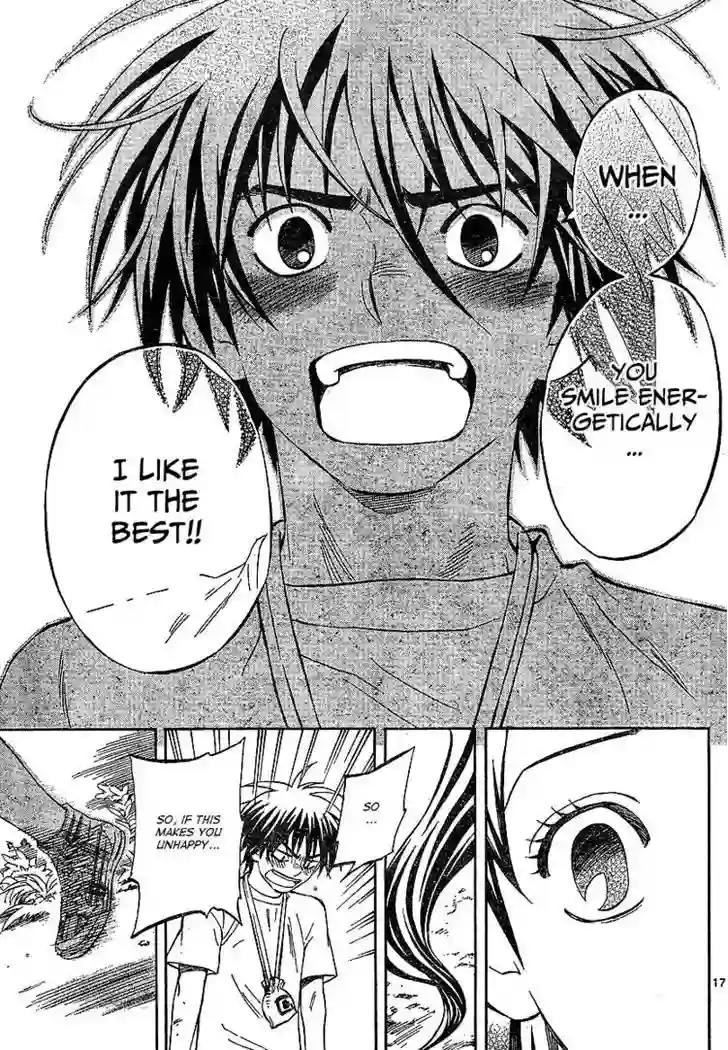 WHEN
...
YOU
SMILE ENER-
GETICALLY
...
I LIKE
IT THE
BEST!!
SO
...
SO, IF THIS
MAKES YOU
UNHAPPY...
17